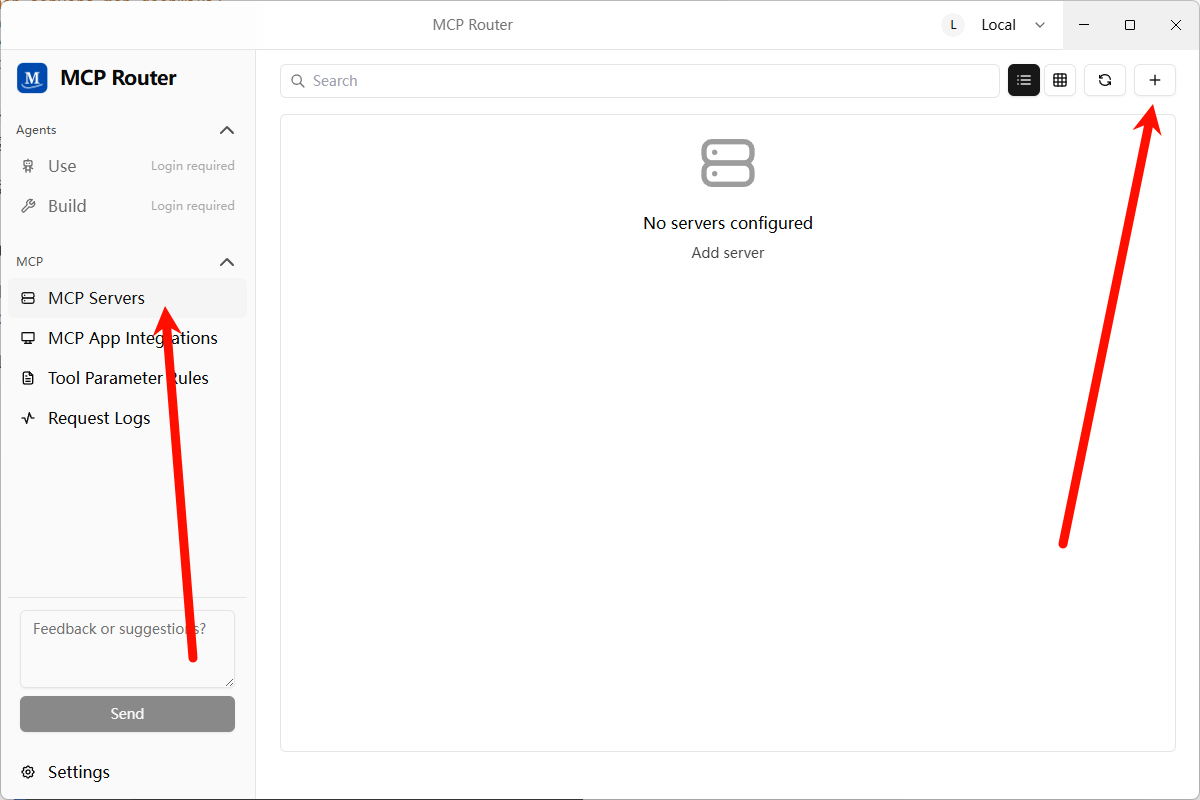 MCP Router
L Local
M MCP Router
Search
Agents
Use Login required
Build Login required
MCP
MCP Servers
MCP App Integrations
Tool Parameter Rules
Request Logs
No servers configured
Add server
Feedback or suggestions?
Send
Settings